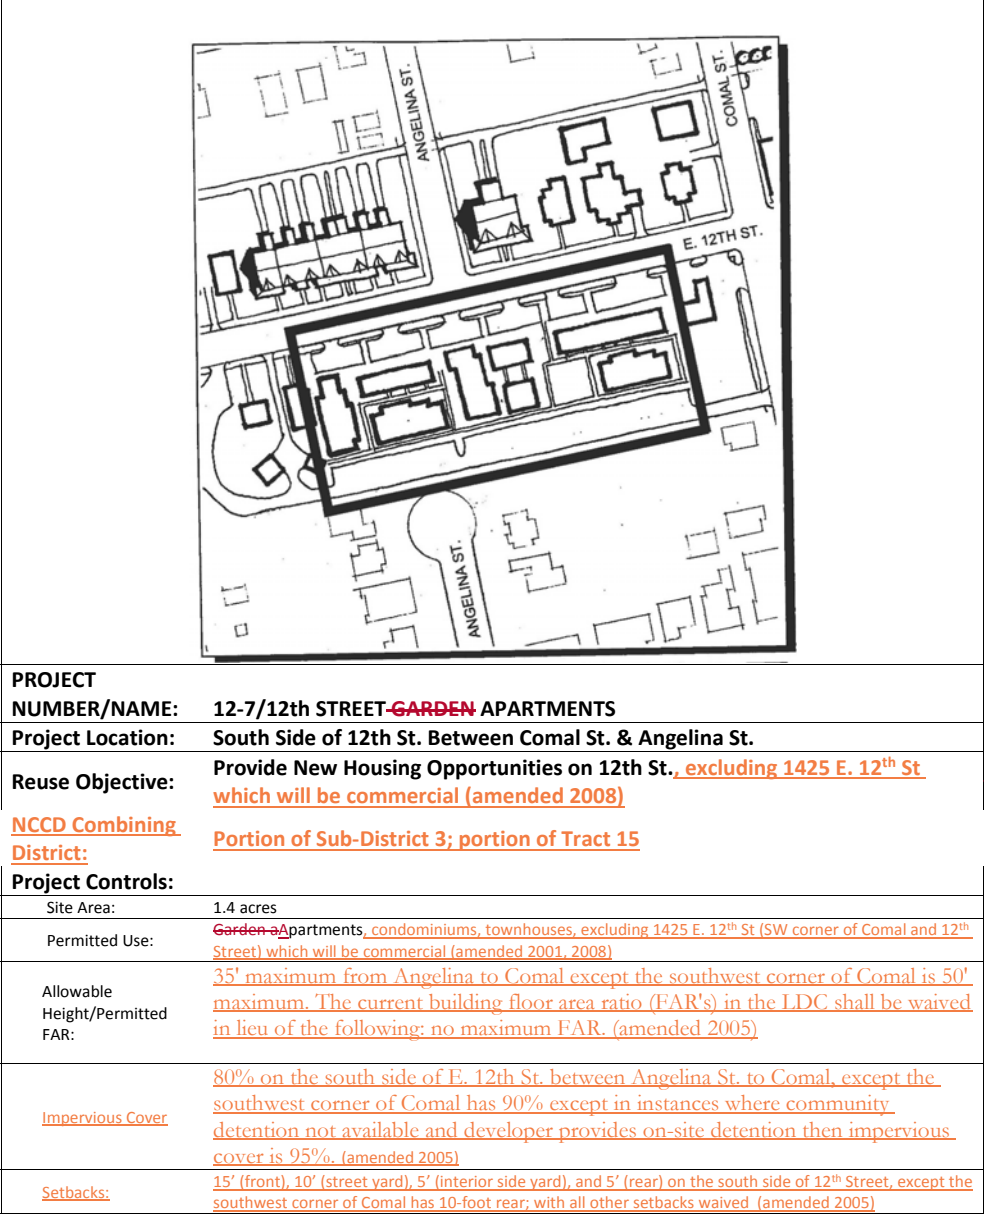 ANGELINA ST.
COMAL ST.
E. 12TH ST.
ANGELINA ST.
PROJECT
NUMBER/NAME: 12-7/12th STREET GARDEN APARTMENTS
Project Location: South Side of 12th St. Between Comal St. & Angelina St.
Reuse Objective: Provide New Housing Opportunities on 12th St., excluding 1425 E. 12th St
which will be commercial (amended 2008)
NCCD Combining
District: Portion of Sub-District 3; portion of Tract 15
Project Controls:
Site Area: 1.4 acres
Permitted Use: Garden aApartments, condominiums, townhouses, excluding 1425 E. 12th St (SW corner of Comal and 12th
Street) which will be commercial (amended 2001, 2008)
Allowable
Height/Permitted
FAR:
35' maximum from Angelina to Comal except the southwest corner of Comal is 50'
maximum. The current building floor area ratio (FAR's) in the LDC shall be waived
in lieu of the following: no maximum FAR. (amended 2005)
Impervious Cover
80% on the south side of E. 12th St. between Angelina St. to Comal, except the
southwest corner of Comal has 90% except in instances where community
detention not available and developer provides on-site detention then impervious
cover is 95%. (amended 2005)
Setbacks:
15’ (front), 10’ (street yard), 5’ (interior side yard), and 5’ (rear) on the south side of 12th Street, except the
southwest corner of Comal has 10-foot rear; with all other setbacks waived (amended 2005)